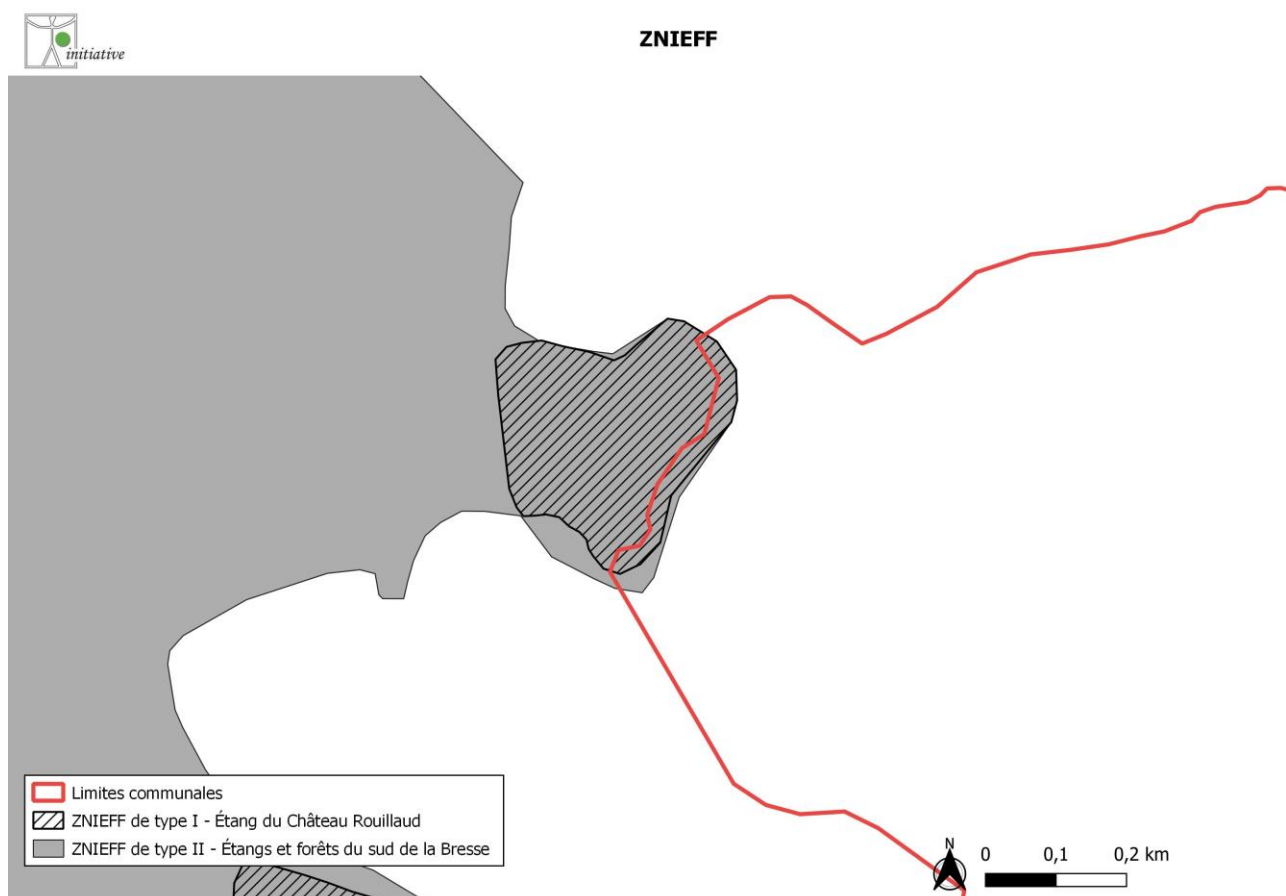 initiative
ZNIEFF
Limites communales
ZNIEFF de type I - Étang du Château Rouillaud
ZNIEFF de type II - Étangs et forêts du sud de la Bresse
N
0 0,1 0,2 km